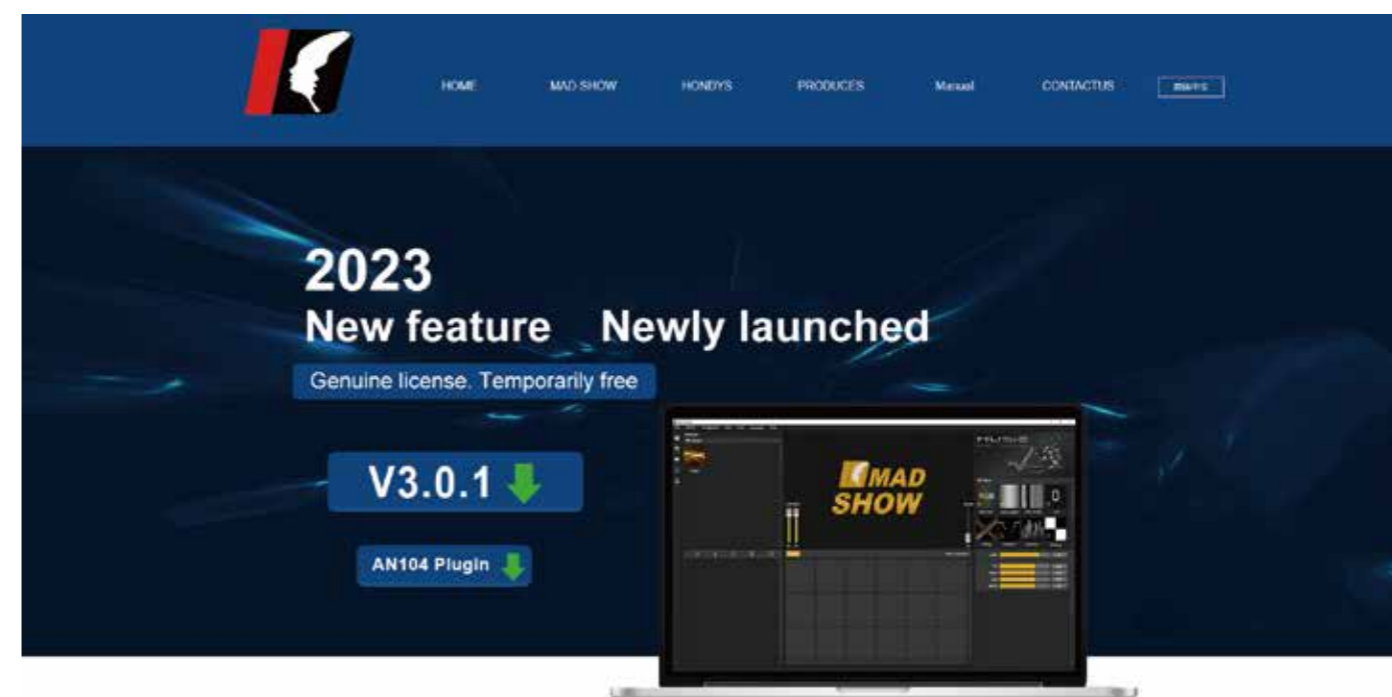 HOME MAD SHOW HONDYS PRODUCES Manual CONTACTUS
2023
New feature Newly launched
Genuine license. Temporarily free
V3.0.1
AN104 Plugin
MAD
SHOW